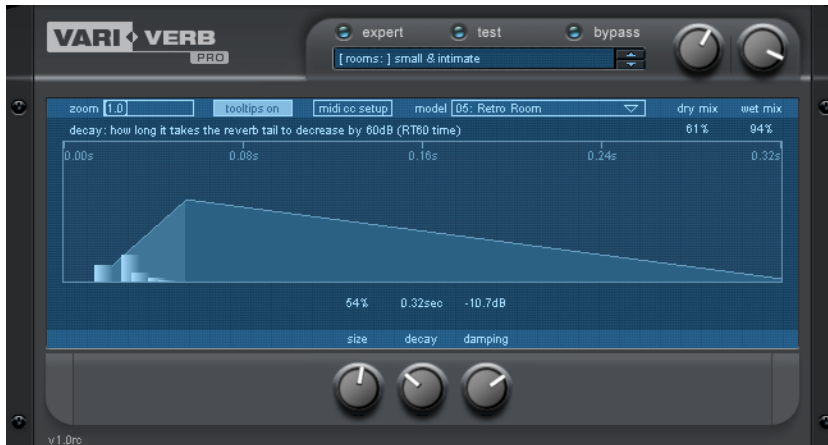 VARI VERB
PRO
expert test bypass
[rooms:] small & intimate
zoom 1.0 tooltips on midi cc setup model 05: Retro Room dry mix wet mix
decay: how long it takes the reverb tail to decrease by 60dB (RT60 time) 61% 94%
0.00s 0.08s 0.16s 0.24s 0.32s
54% 0.32sec -10.7dB
size decay damping
v1.0rc